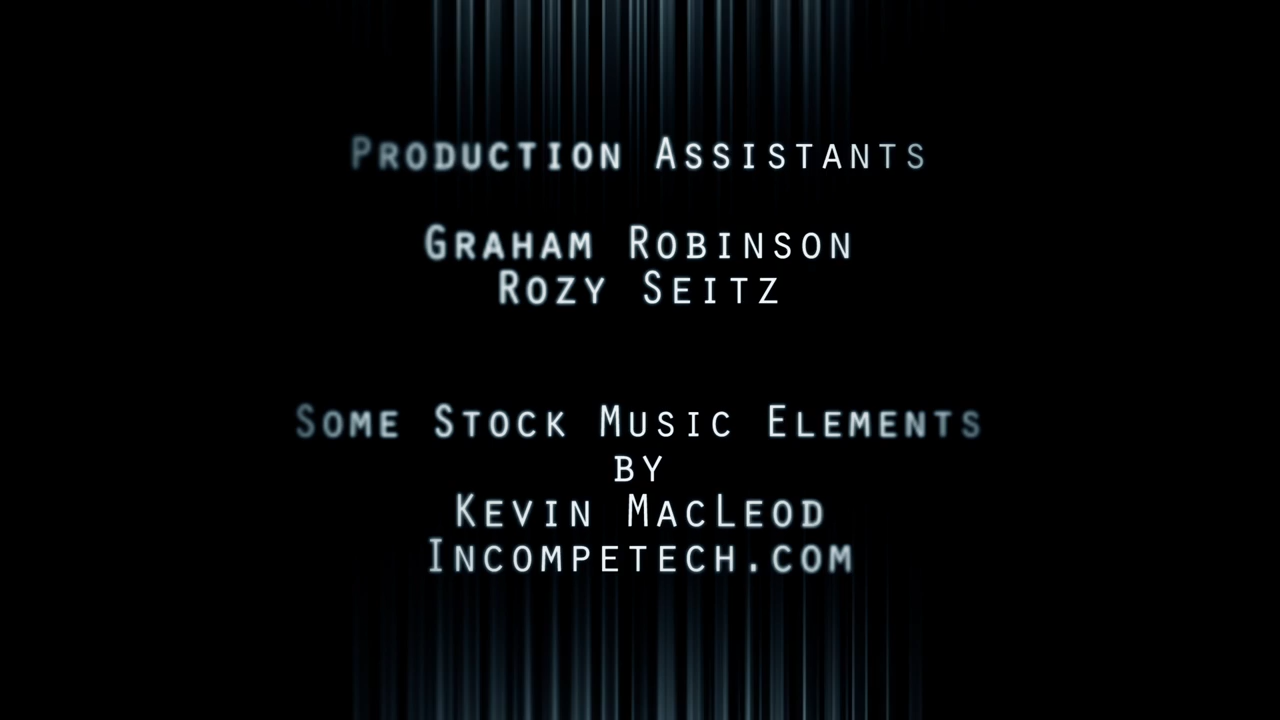 Production Assistants
Graham Robinson
Rozy Seitz
Some Stock Music Elements
by
Kevin MacLeod
Incompetech.com